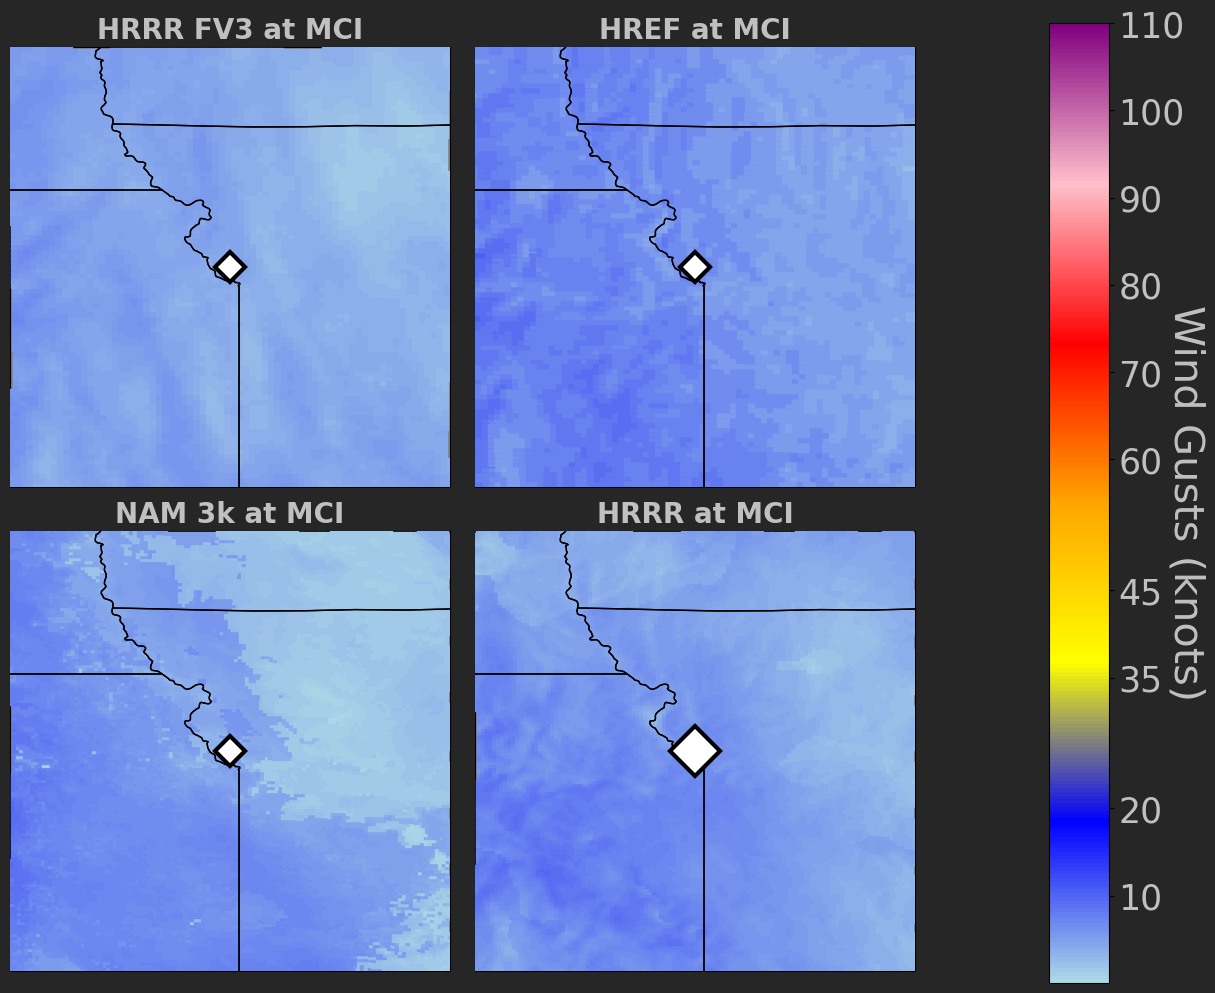 HRRR FV3 at MCI
HREF at MCI
NAM 3k at MCI
HRRR at MCI
110
100
90
80
70
60
45
35
20
10
Wind Gusts (knots)